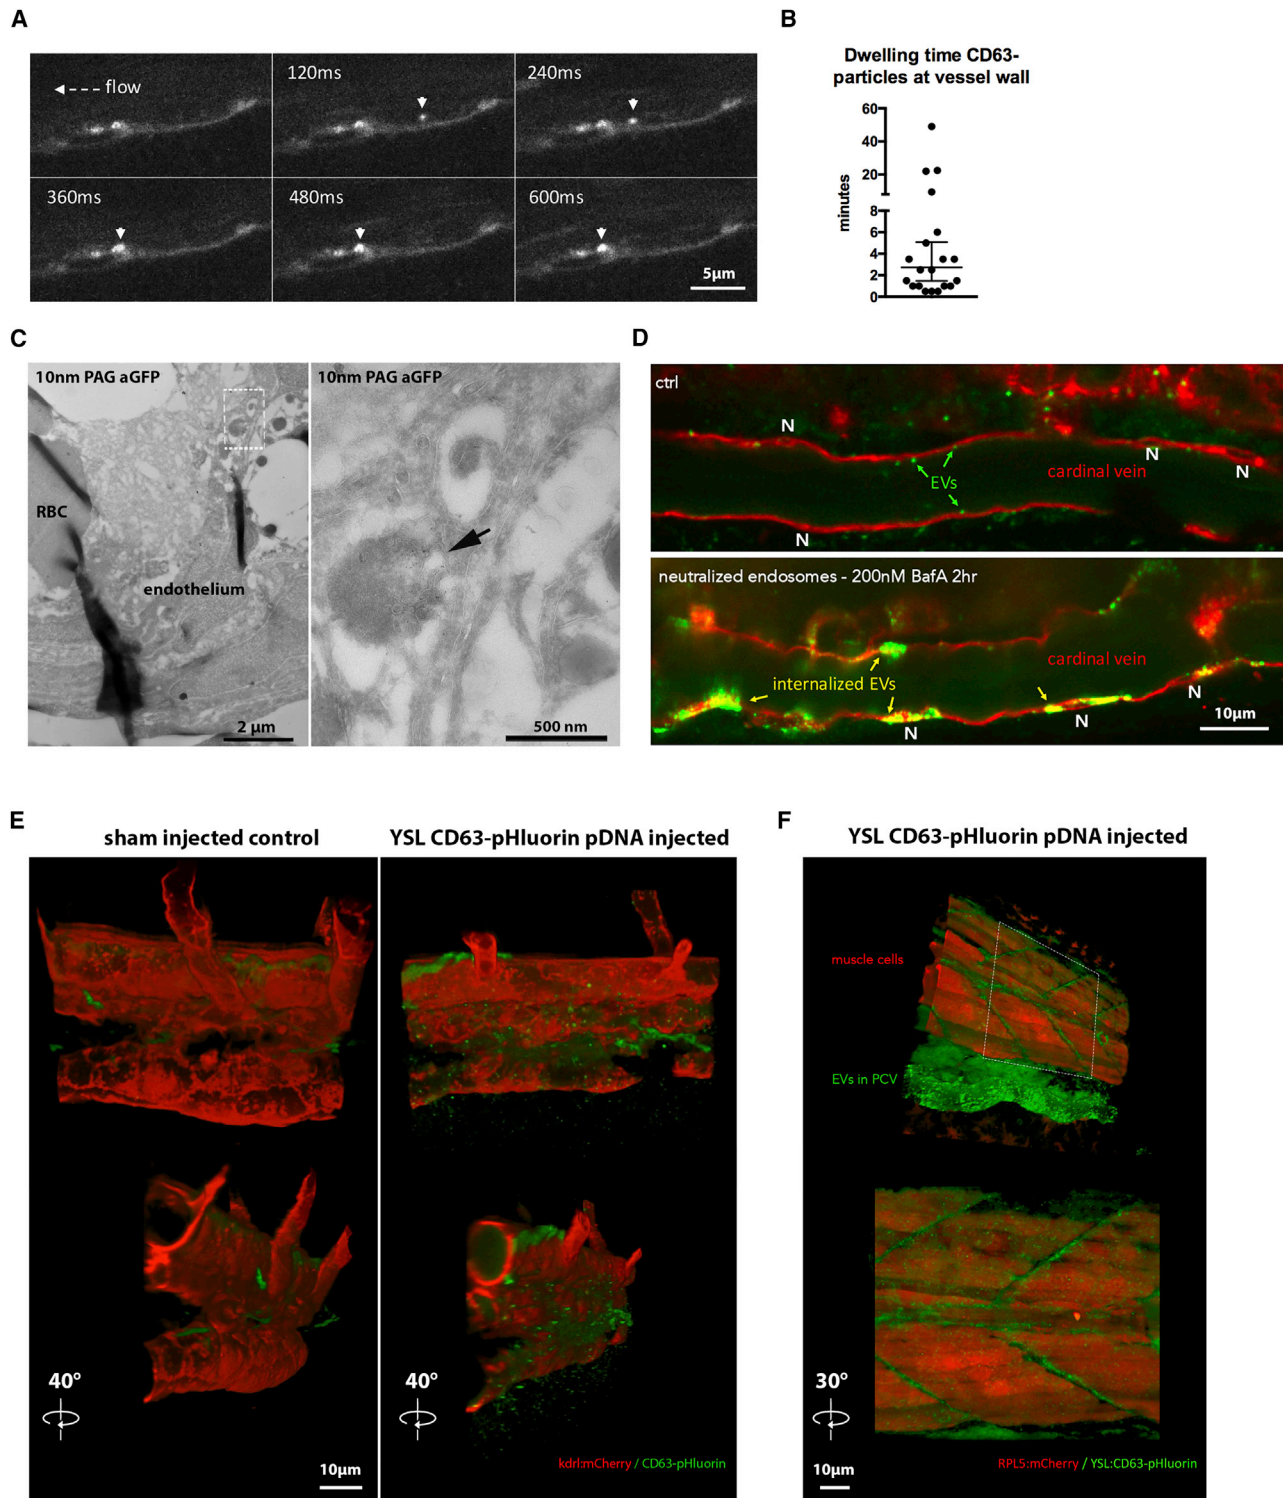 A
flow
120ms
240ms
360ms
480ms
600ms
5µm
B
Dwelling time CD63-
particles at vessel wall
minutes
60
40
20
8
6
4
2
0
C
10nm PAG aGFP
RBC
endothelium
2 µm
10nm PAG aGFP
500 nm
D
ctrl
N
N
N
EVs
cardinal vein
N
neutralized endosomes - 200nM BafA 2hr
cardinal vein
internalized EVs
N
N
N
10µm
E
sham injected control
YSL CD63-pHluorin pDNA injected
40°
40°
10µm
kdrl:mCherry / CD63-pHluorin
F
YSL CD63-pHluorin pDNA injected
muscle cells
EVs in PCV
30°
10µm
RPL5:mCherry / YSL:CD63-pHluorin